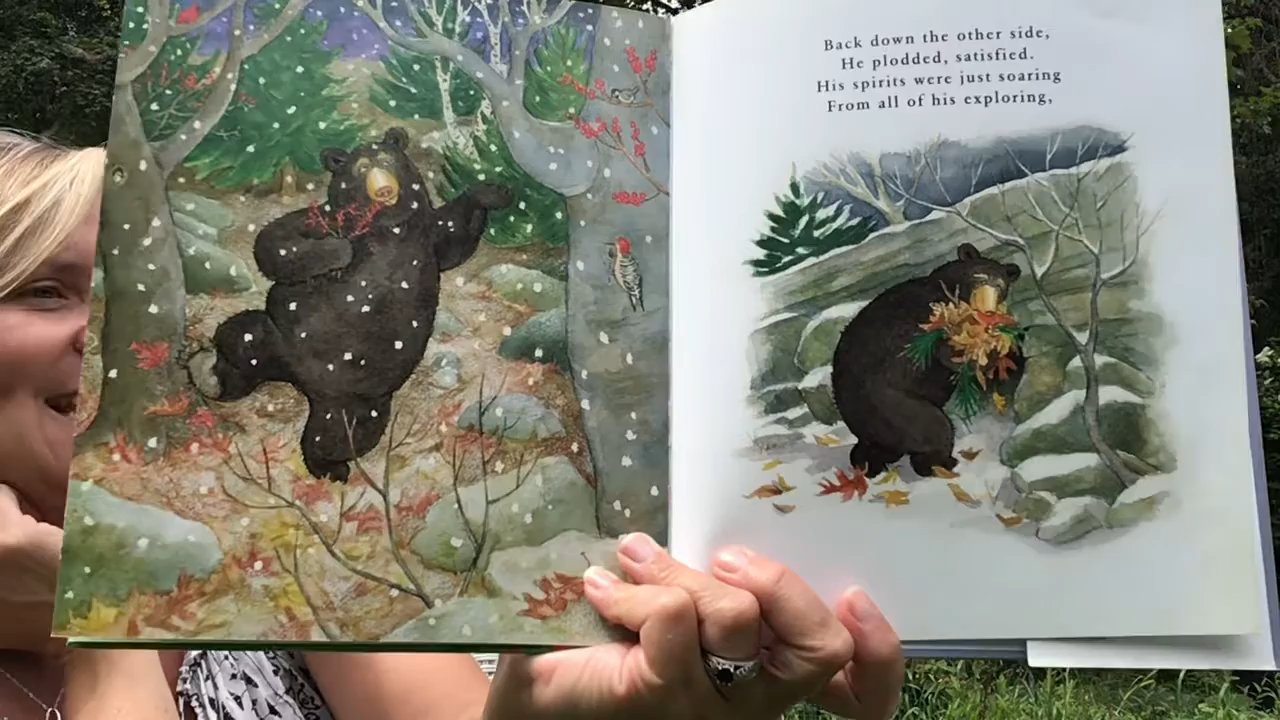 Back down the other side,
He plodded, satisfied.
His spirits were just soaring
From all of his exploring,